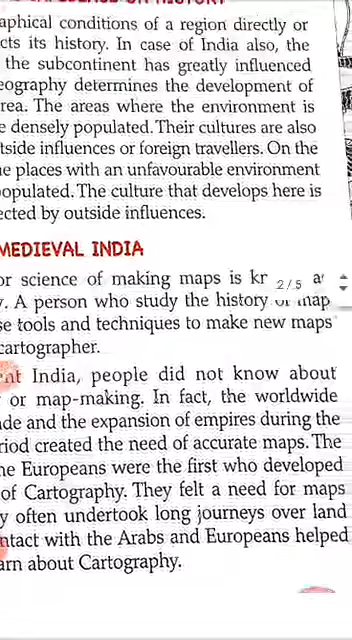 aphical conditions of a region directly or
cts its history. In case of India also, the
the subcontinent has greatly influenced
eography determines the development of
rea. The areas where the environment is
e densely populated. Their cultures are also
tside influences or foreign travellers. On the
e places with an unfavourable environment
populated. The culture that develops here is
ected by outside influences.
MEDIEVAL INDIA
or science of making maps is kr 2/5 a
y. A person who study the history or map
se tools and techniques to make new maps
cartographer.
nt India, people did not know about
or map-making. In fact, the worldwide
ade and the expansion of empires during the
riod created the need of accurate maps. The
he Europeans were the first who developed
of Cartography. They felt a need for maps
y often undertook long journeys over land
ntact with the Arabs and Europeans helped
arn about Cartography.